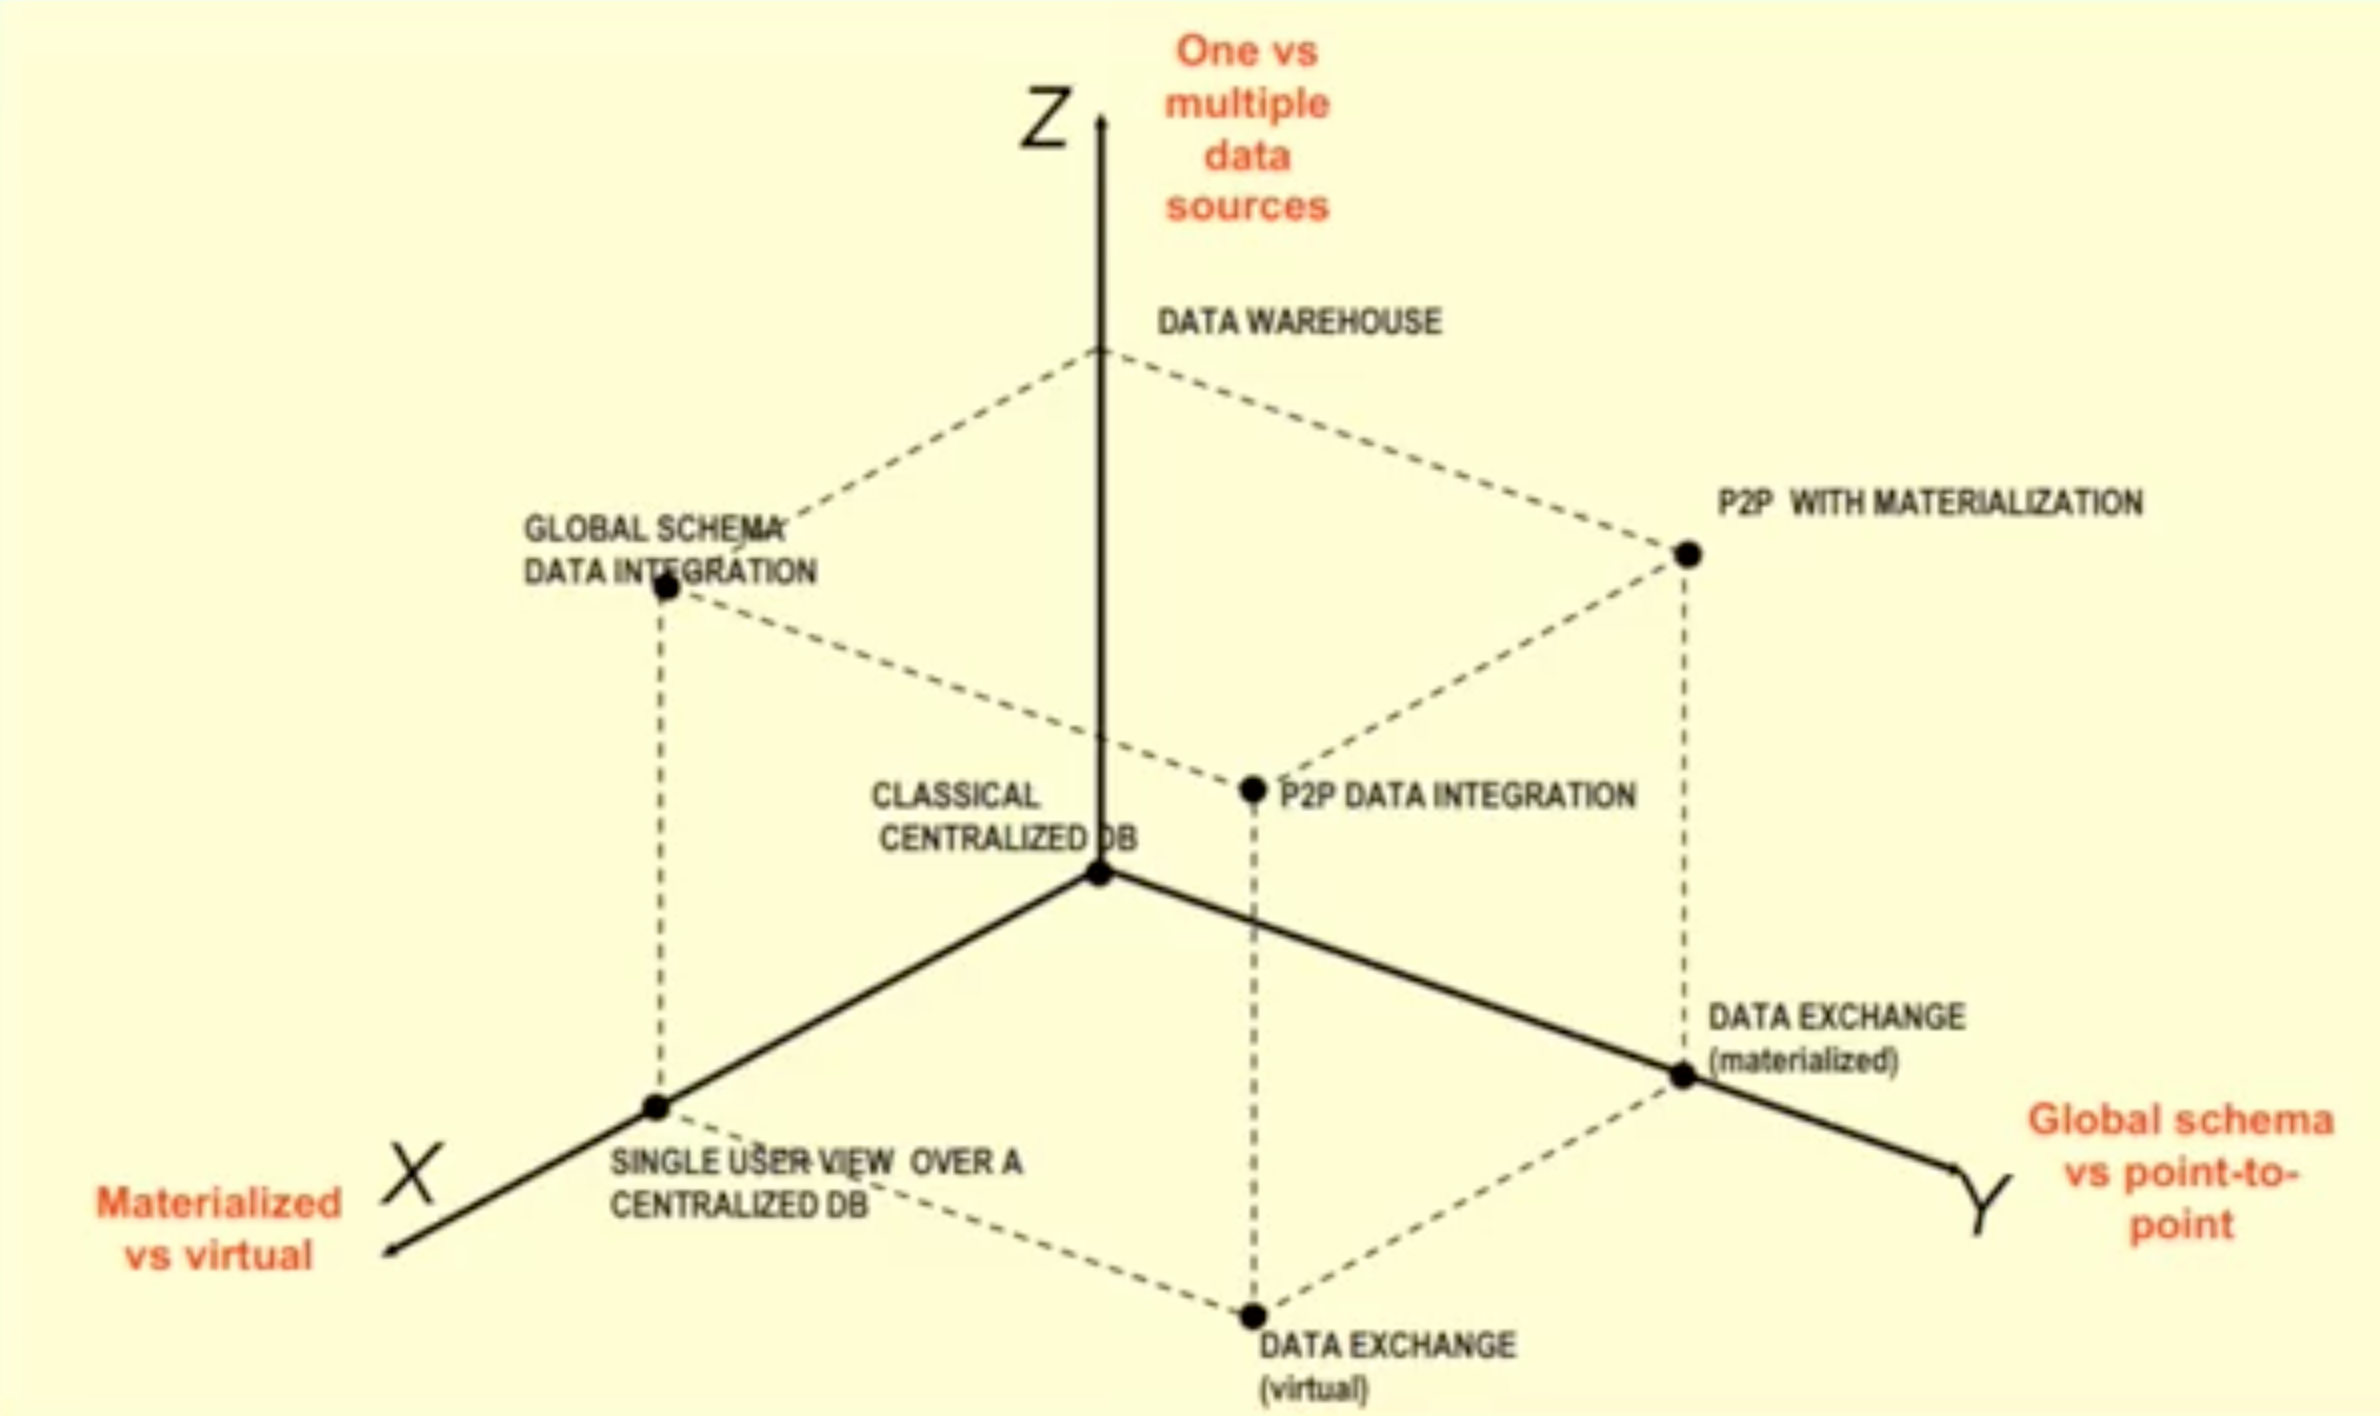 One vs
multiple
data
sources
Z
DATA WAREHOUSE
P2P WITH MATERIALIZATION
GLOBAL SCHEMA
DATA INTEGRATION
CLASSICAL
CENTRALIZED DB
P2P DATA INTEGRATION
DATA EXCHANGE
(materialized)
Global schema
vs point-to-
point
Y
X
Materialized
vs virtual
SINGLE USER VIEW OVER A
CENTRALIZED DB
DATA EXCHANGE
(virtual)